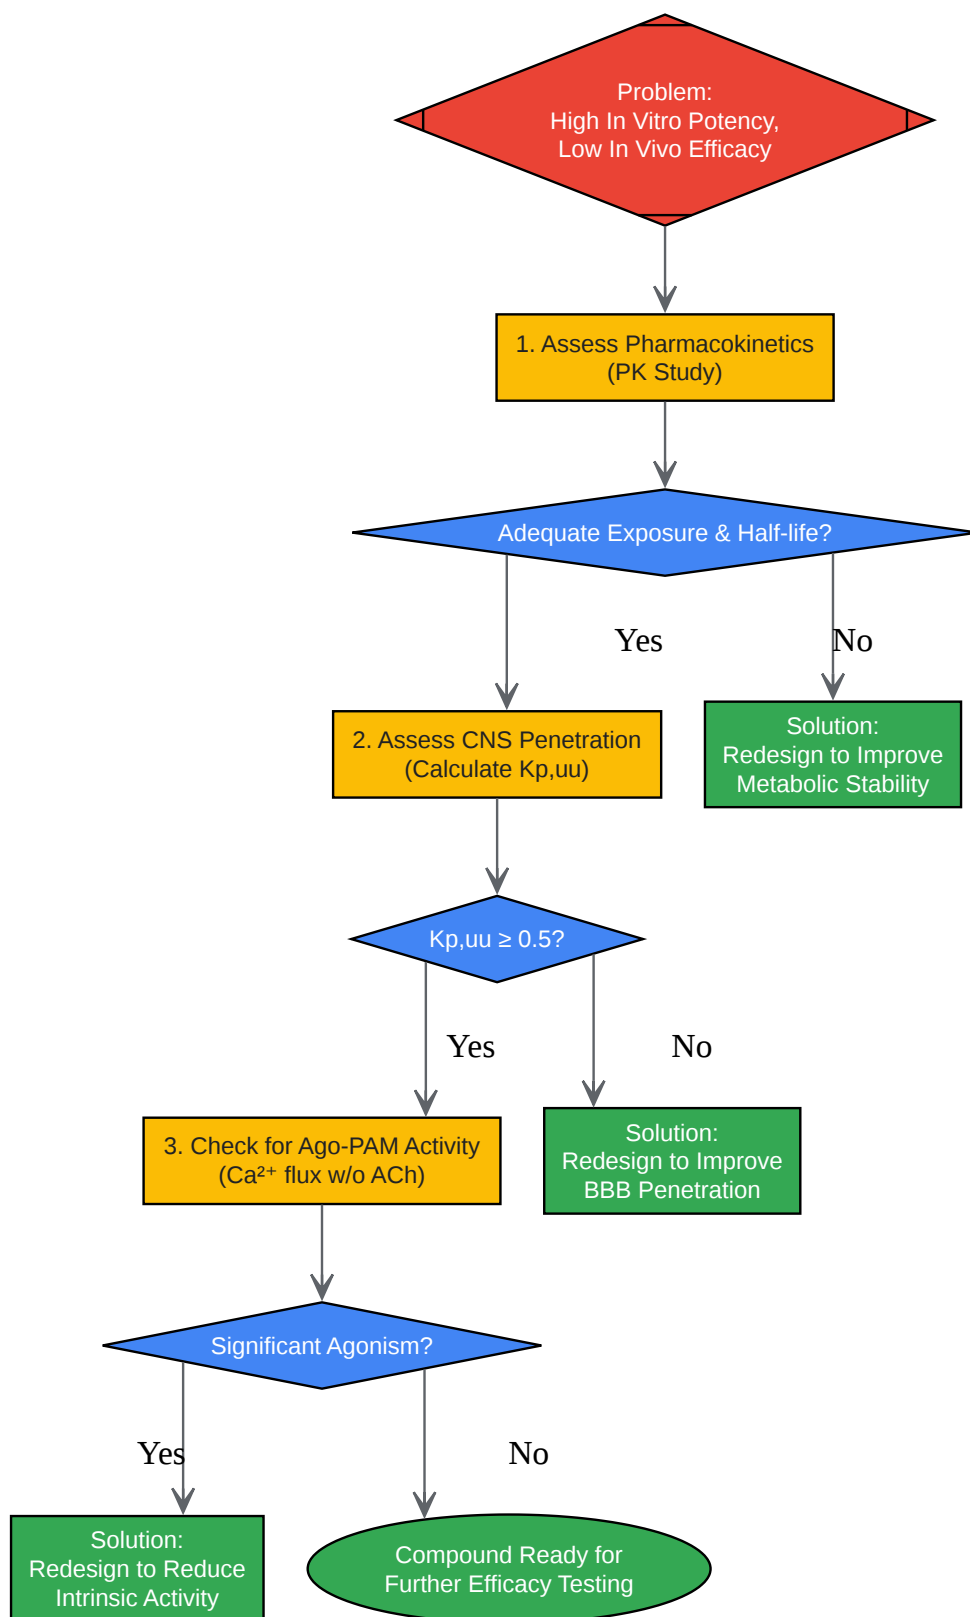 Problem:
High In Vitro Potency,
Low In Vivo Efficacy
1. Assess Pharmacokinetics
(PK Study)
Adequate Exposure & Half-life?
Yes
No
2. Assess CNS Penetration
(Calculate Kp,uu)
Solution:
Redesign to Improve
Metabolic Stability
Kp,uu ≥ 0.5?
Yes
No
3. Check for Ago-PAM Activity
(Ca²⁺ flux w/o ACh)
Solution:
Redesign to Improve
BBB Penetration
Significant Agonism?
Yes
No
Solution:
Redesign to Reduce
Intrinsic Activity
Compound Ready for
Further Efficacy Testing